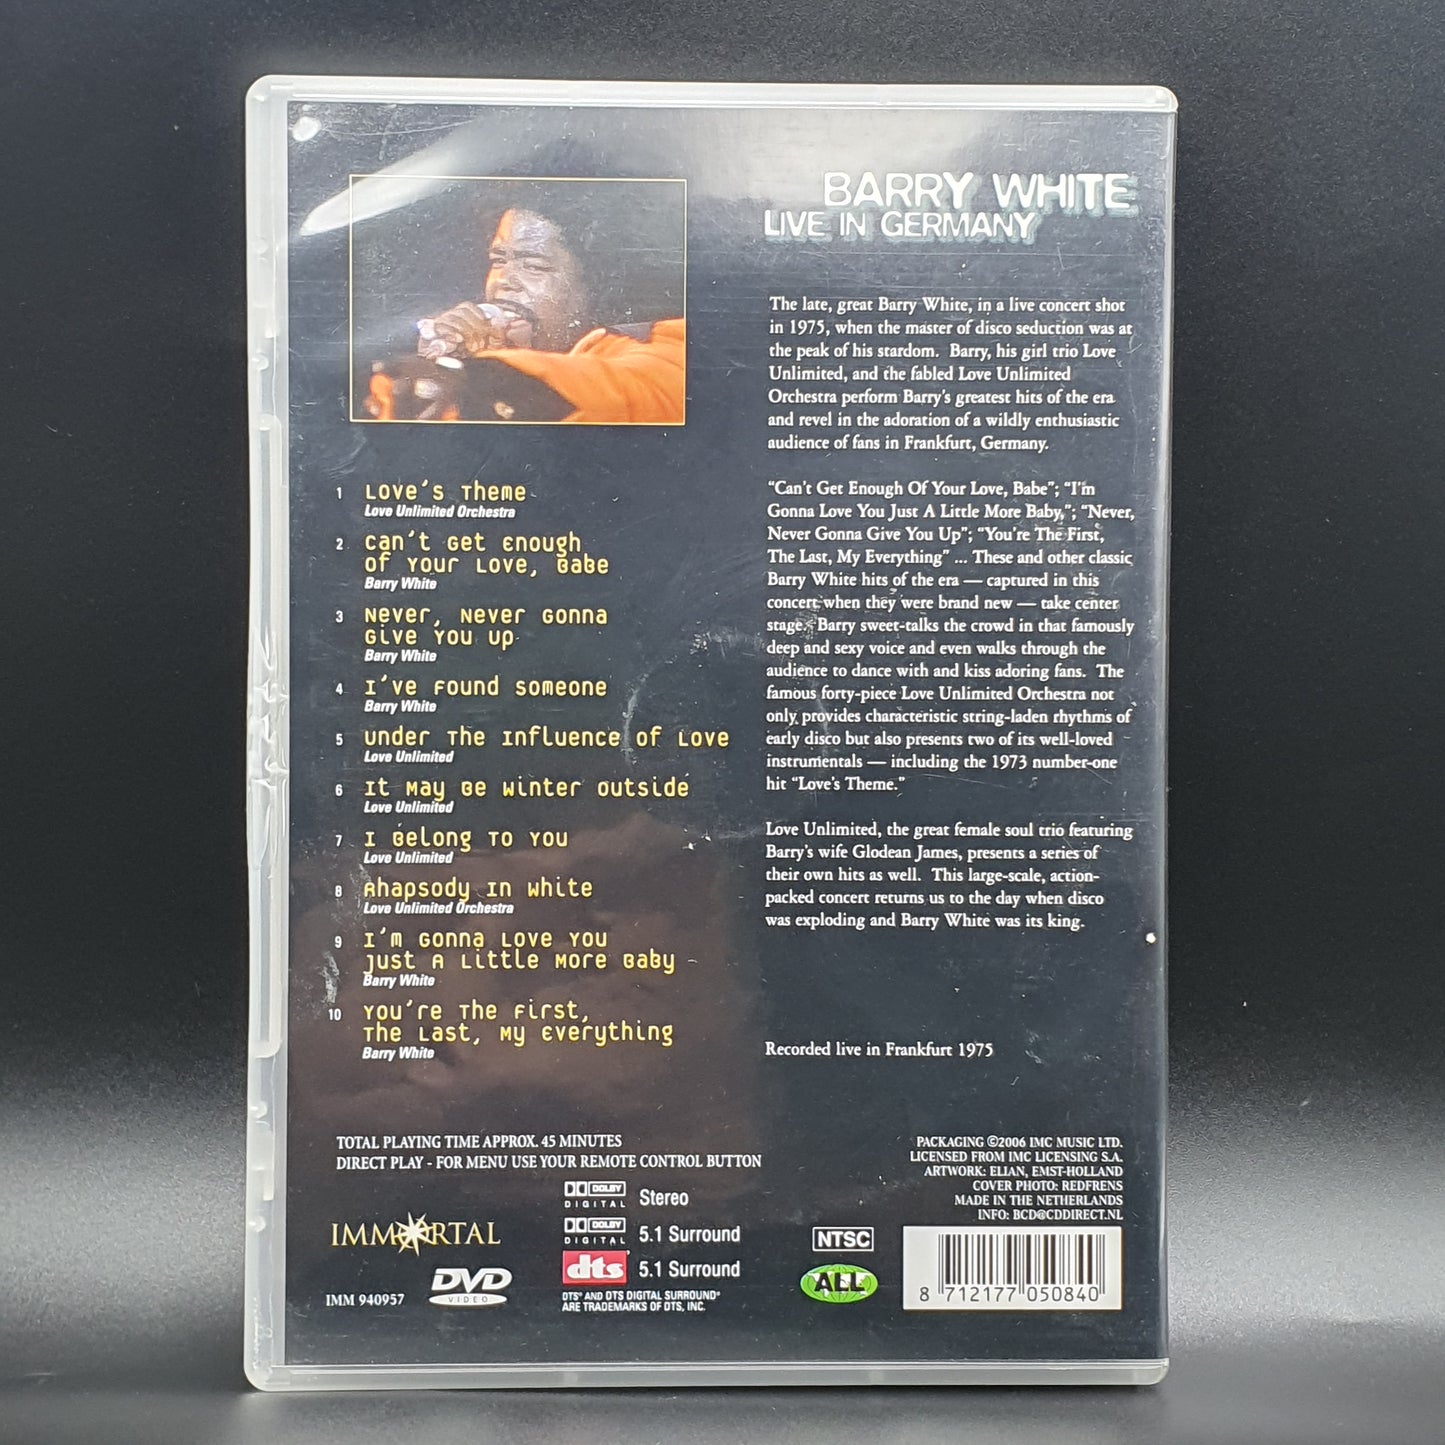 BARRY WHITE
LIVE IN GERMANY
The late, great Barry White, in a live concert shot
in 1975, when the master of disco seduction was at
the peak of his stardom. Barry, his girl trio Love
Unlimited, and the fabled Love Unlimited
Orchestra perform Barry's greatest hits of the era
and revel in the adoration of a wildly enthusiastic
audience of fans in Frankfurt, Germany.
"Can't Get Enough Of Your Love, Babe"; "I'm
Gonna Love You Just A Little More Baby,"; "Never,
Never Gonna Give You Up"; "You're The First,
The Last, My Everything" ... These and other classic
Barry White hits of the era — captured in this
concert when they were brand new — take center
stage. Barry sweet-talks the crowd in that famously
deep and sexy voice and even walks through the
audience to dance with and kiss adoring fans. The
famous forty-piece Love Unlimited Orchestra not
only provides characteristic string-laden rhythms of
early disco but also presents two of its well-loved
instrumentals — including the 1973 number-one
hit "Love's Theme."
Love Unlimited, the great female soul trio featuring
Barry's wife Glodean James, presents a series of
their own hits as well. This large-scale, action-
packed concert returns us to the day when disco
was exploding and Barry White was its king.
Recorded live in Frankfurt 1975
1 Love's Theme
Love Unlimited Orchestra
2 Can't Get Enough
Of Your Love, Babe
Barry White
3 Never, Never Gonna
Give You Up
Barry White
4 I've Found Someone
Barry White
5 Under The Influence Of Love
Love Unlimited
6 It May Be Winter Outside
Love Unlimited
7 I Belong To You
Love Unlimited
8 Rhapsody In White
Love Unlimited Orchestra
9 I'm Gonna Love You
Just A Little More Baby
Barry White
10 You're The First,
The Last, My Everything
Barry White
TOTAL PLAYING TIME APPROX. 45 MINUTES
DIRECT PLAY - FOR MENU USE YOUR REMOTE CONTROL BUTTON
DOLBY
DIGITAL Stereo
DOLBY
DIGITAL 5.1 Surround
dts 5.1 Surround
DTS® AND DTS DIGITAL SURROUND®
ARE TRADEMARKS OF DTS, INC.
IMMORTAL
DVD
VIDEO
IMM 940957
PACKAGING ©2006 IMC MUSIC LTD.
LICENSED FROM IMC LICENSING S.A.
ARTWORK: ELIAN, EMST-HOLLAND
COVER PHOTO: REDFRENS
MADE IN THE NETHERLANDS
INFO: BCD@CDDIRECT.NL
NTSC
ALL
8 712177 050840